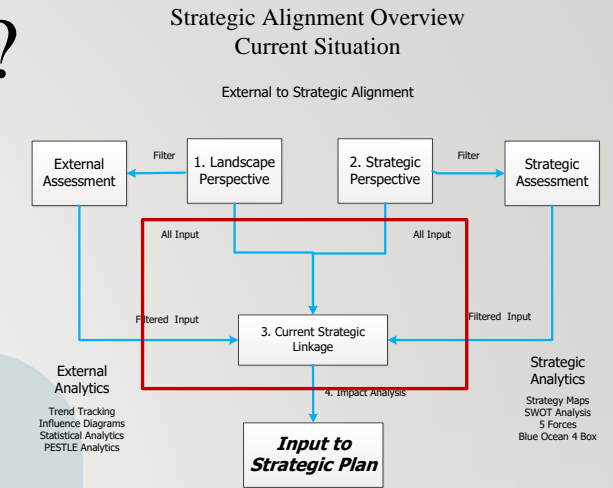 ?
Strategic Alignment Overview
Current Situation
External to Strategic Alignment
External
Assessment
Filter
1. Landscape
Perspective
2. Strategic
Perspective
Filter
Strategic
Assessment
All Input
All Input
Filtered Input
3. Current Strategic
Linkage
Filtered Input
External
Analytics
Trend Tracking
Influence Diagrams
Statistical Analytics
PESTLE Analytics
4. Impact Analysis
Strategic
Analytics
Strategy Maps
SWOT Analysis
5 Forces
Blue Ocean 4 Box
Input to
Strategic Plan